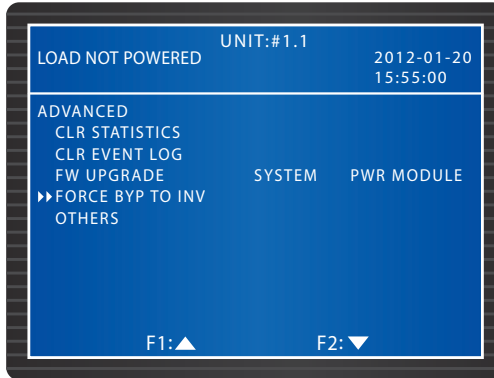 UNIT:#1.1
LOAD NOT POWERED 2012-01-20
15:55:00
ADVANCED
CLR STATISTICS
CLR EVENT LOG
FW UPGRADE SYSTEM PWR MODULE
FORCE BYP TO INV
OTHERS
F1: F2: